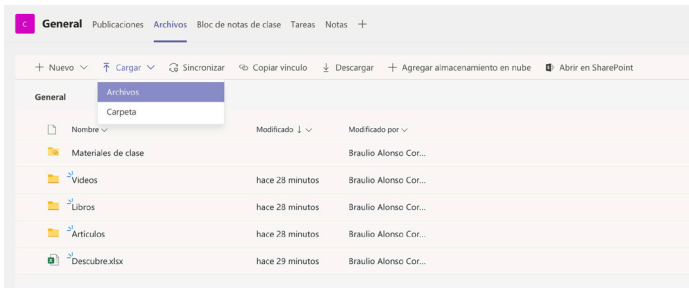 C General Publicaciones Archivos Bloc de notas de clase Tareas Notas +
+ Nuevo Cargar Sincronizar Copiar vínculo Descargar + Agregar almacenamiento en nube Abrir en SharePoint
General
Archivos
Carpeta
Nombre Modificado ↓ Modificado por
Materiales de clase Braulio Alonso Cor...
Videos hace 28 minutos Braulio Alonso Cor...
Libros hace 28 minutos Braulio Alonso Cor...
Artículos hace 28 minutos Braulio Alonso Cor...
Descubre.xlsx hace 29 minutos Braulio Alonso Cor...